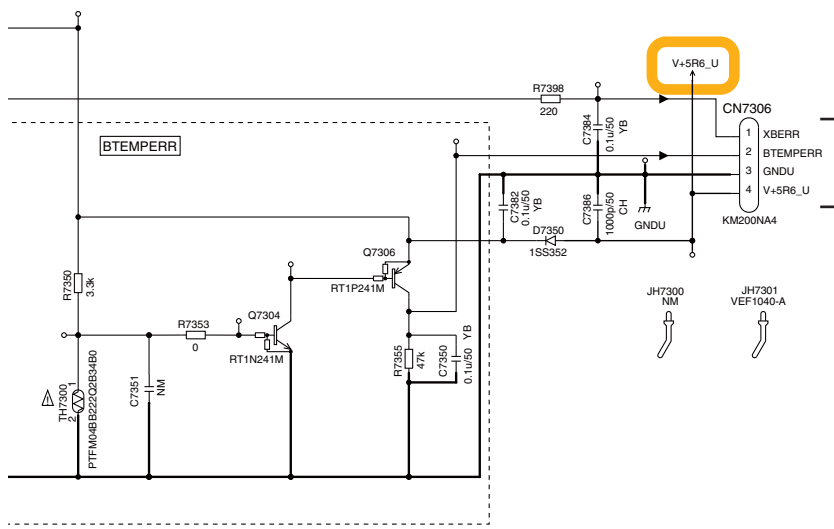 V+5R6_U
R7398
220
CN7306
C7384
0.1u/50
YB
1 XBERR
2 BTEMPERR
3 GNDU
4 V+5R6_U
KM200NA4
BTEMPERR
C7382
0.1u/50
YB
C7386
1000p/50
CH
GNDU
D7350
1SS352
Q7306
RT1P241M
R7350
3.3k
Q7304
R7353
0
RT1N241M
JH7300
NM
JH7301
VEF1040-A
R7355
47k
C7350
0.1u/50
YB
C7351
NM
TH7300
1
2
PTFM04BB222Q2B34B0